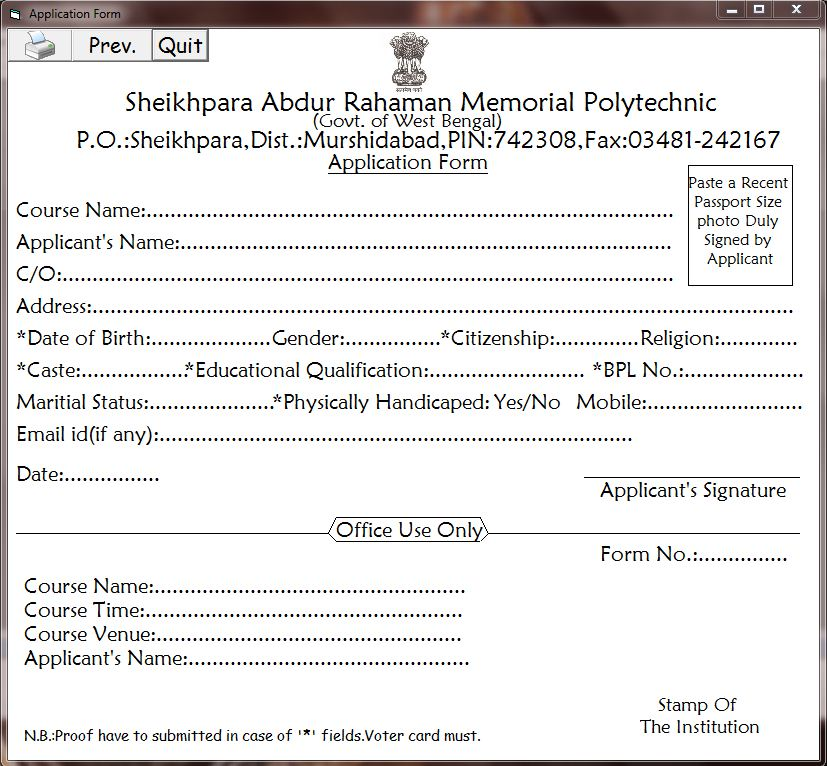 Application Form
Prev. Quit
Sheikhpara Abdur Rahaman Memorial Polytechnic
(Govt. of West Bengal)
P.O.:Sheikhpara,Dist.:Murshidabad,PIN:742308,Fax:03481-242167
Application Form
Paste a Recent
Passport Size
photo Duly
Signed by
Applicant
Course Name:........................................................................................
Applicant's Name:..................................................................................
C/O:......................................................................................................
Address:.....................................................................................................................
*Date of Birth:....................Gender:................*Citizenship:..............Religion:.............
*Caste:..................*Educational Qualification:.......................... *BPL No.:....................
Maritial Status:.....................*Physically Handicaped: Yes/No Mobile:..........................
Email id(if any):...............................................................................
Date:................
Applicant's Signature
Office Use Only
Form No.:...............
Course Name:....................................................
Course Time:.....................................................
Course Venue:...................................................
Applicant's Name:...............................................
Stamp Of
The Institution
N.B.:Proof have to submitted in case of '*' fields.Voter card must.